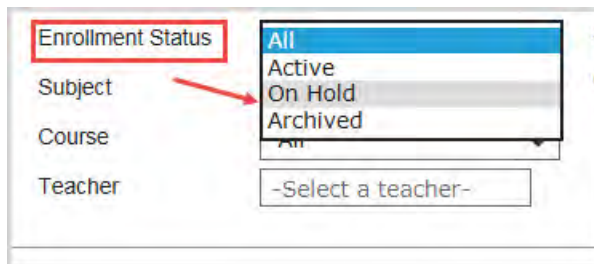 Enrollment Status
All
Active
Subject
On Hold
Archived
Course
All
Teacher
-Select a teacher-